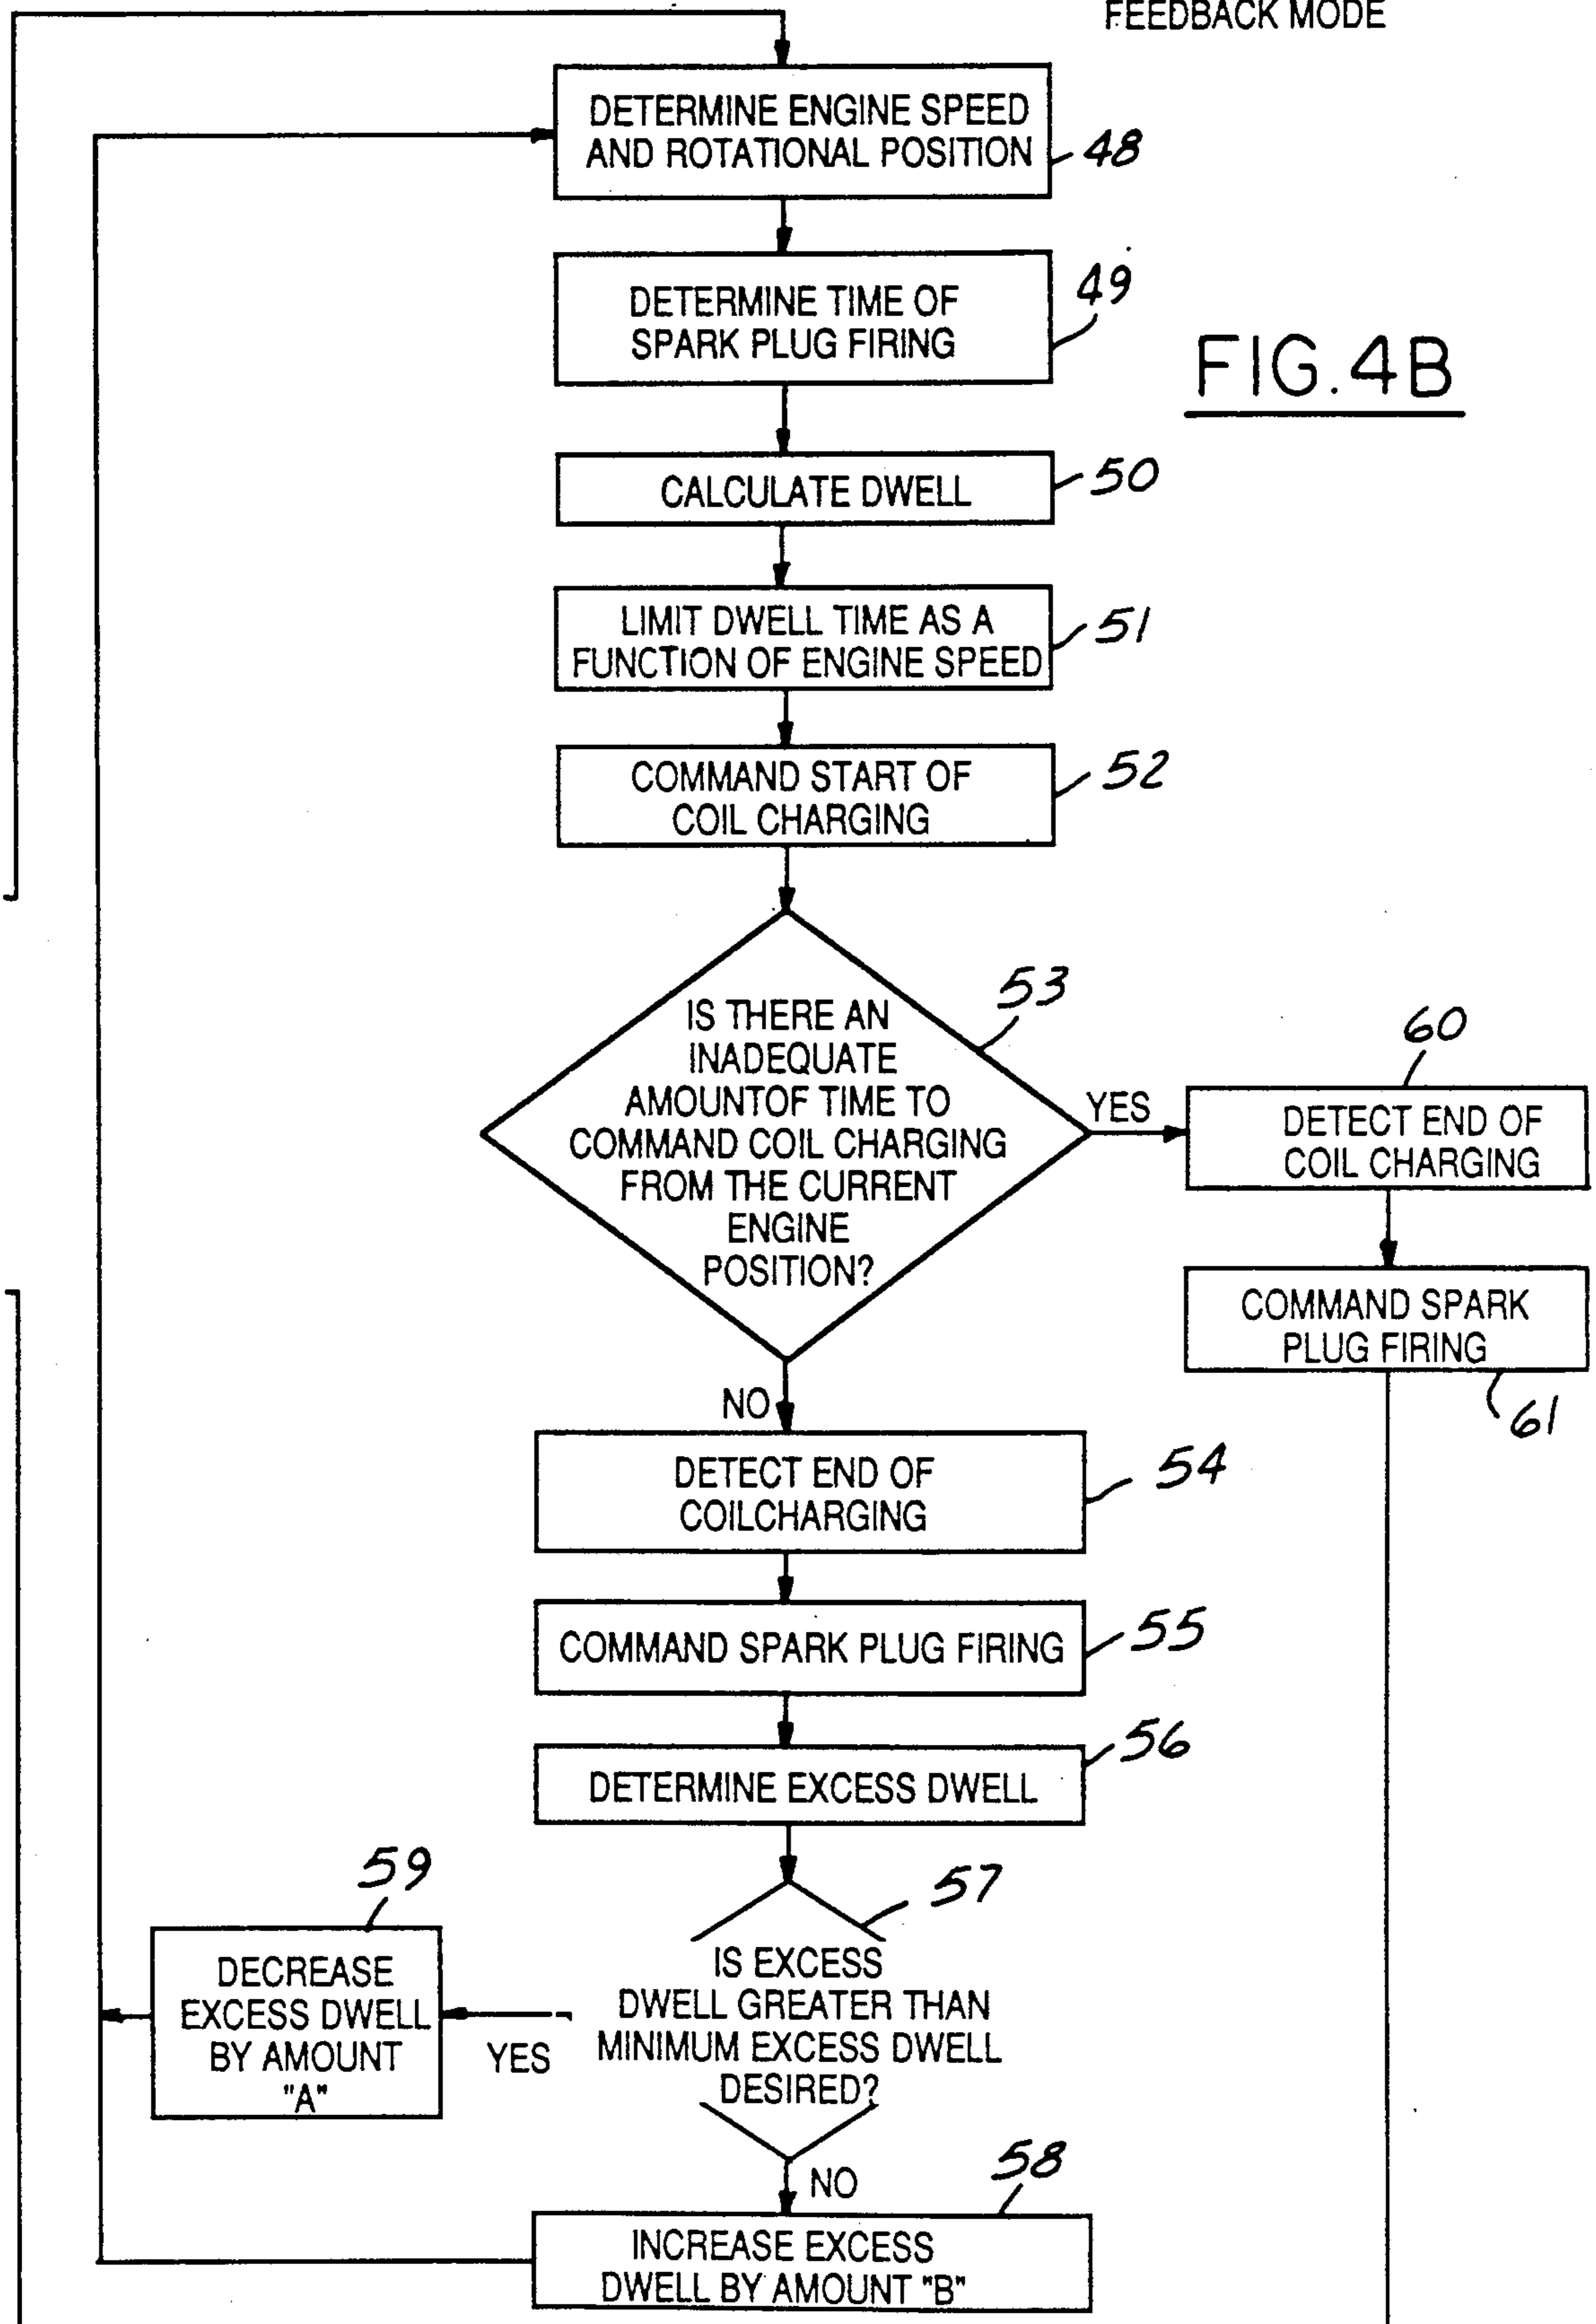 FEEDBACK MODE
DETERMINE ENGINE SPEED
AND ROTATIONAL POSITION
48
DETERMINE TIME OF
SPARK PLUG FIRING
49
FIG.4B
CALCULATE DWELL
50
LIMIT DWELL TIME AS A
FUNCTION OF ENGINE SPEED
51
COMMAND START OF
COIL CHARGING
52
IS THERE AN
INADEQUATE
AMOUNTOF TIME TO
COMMAND COIL CHARGING
FROM THE CURRENT
ENGINE
POSITION?
53
YES
60
DETECT END OF
COIL CHARGING
COMMAND SPARK
PLUG FIRING
61
NO
DETECT END OF
COILCHARGING
54
COMMAND SPARK PLUG FIRING
55
DETERMINE EXCESS DWELL
56
57
IS EXCESS
DWELL GREATER THAN
MINIMUM EXCESS DWELL
DESIRED?
YES
59
DECREASE
EXCESS DWELL
BY AMOUNT
"A"
NO
58
INCREASE EXCESS
DWELL BY AMOUNT "B"